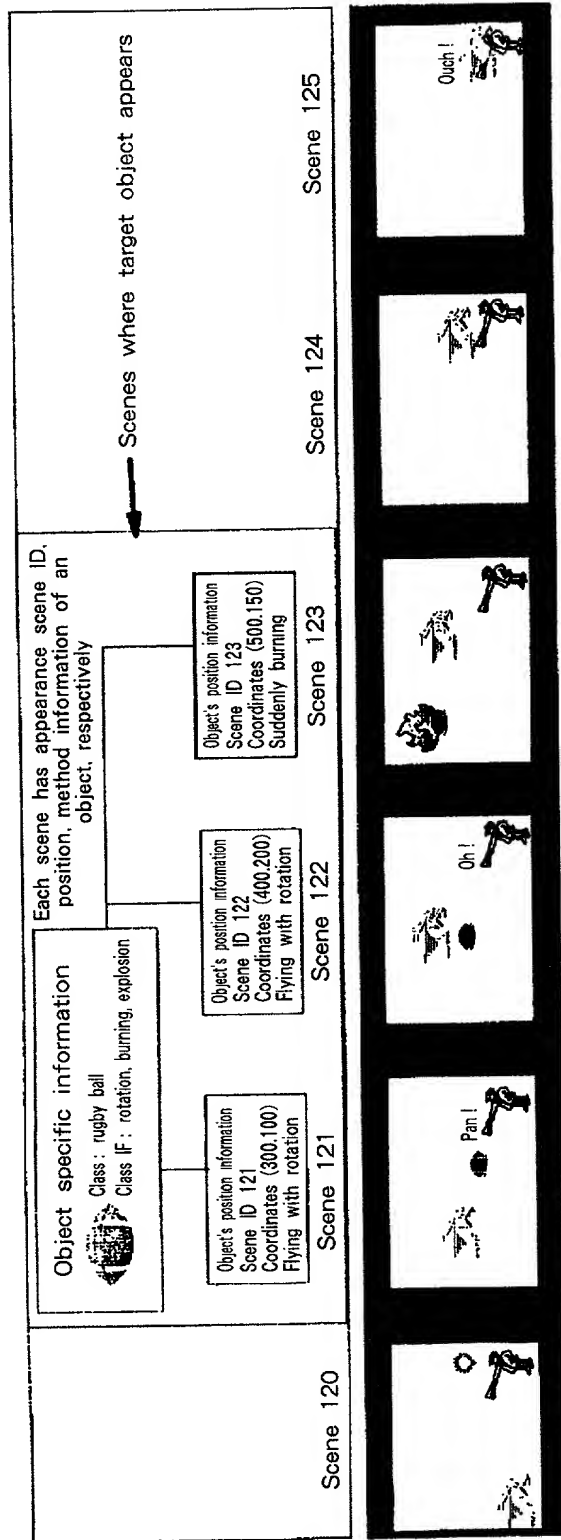 Object specific information
Class : rugby ball
Class IF : rotation, burning, explosion
Each scene has appearance scene ID,
position, method information of an
object, respectively
Scenes where target object appears
Object's position information
Scene ID 121
Coordinates (300.100)
Flying with rotation
Object's position information
Scene ID 122
Coordinates (400.200)
Flying with rotation
Object's position information
Scene ID 123
Coordinates (500.150)
Suddenly burning
Scene 120
Scene 121
Scene 122
Scene 123
Scene 124
Scene 125
Pan !
Oh !
Ouch !